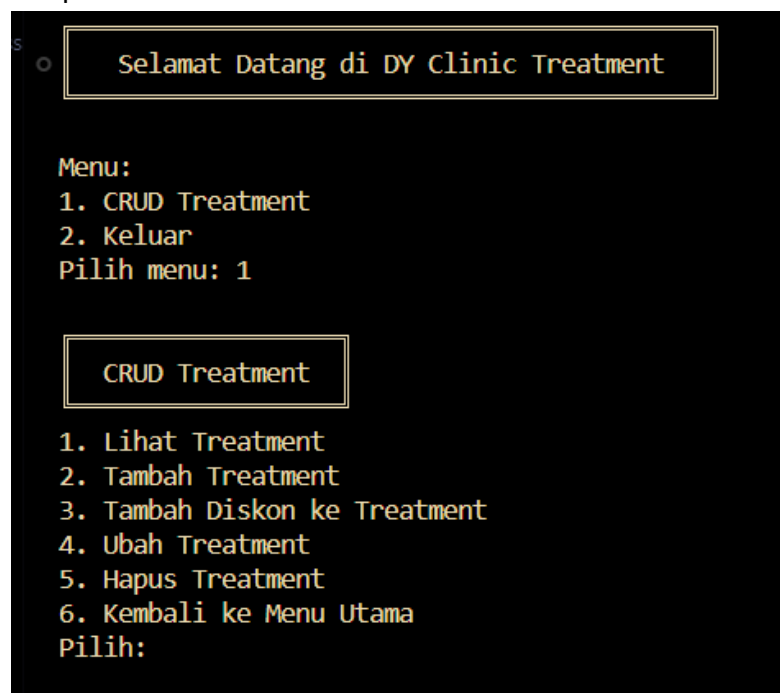 Selamat Datang di DY Clinic Treatment
Menu:
1. CRUD Treatment
2. Keluar
Pilih menu: 1
CRUD Treatment
1. Lihat Treatment
2. Tambah Treatment
3. Tambah Diskon ke Treatment
4. Ubah Treatment
5. Hapus Treatment
6. Kembali ke Menu Utama
Pilih: